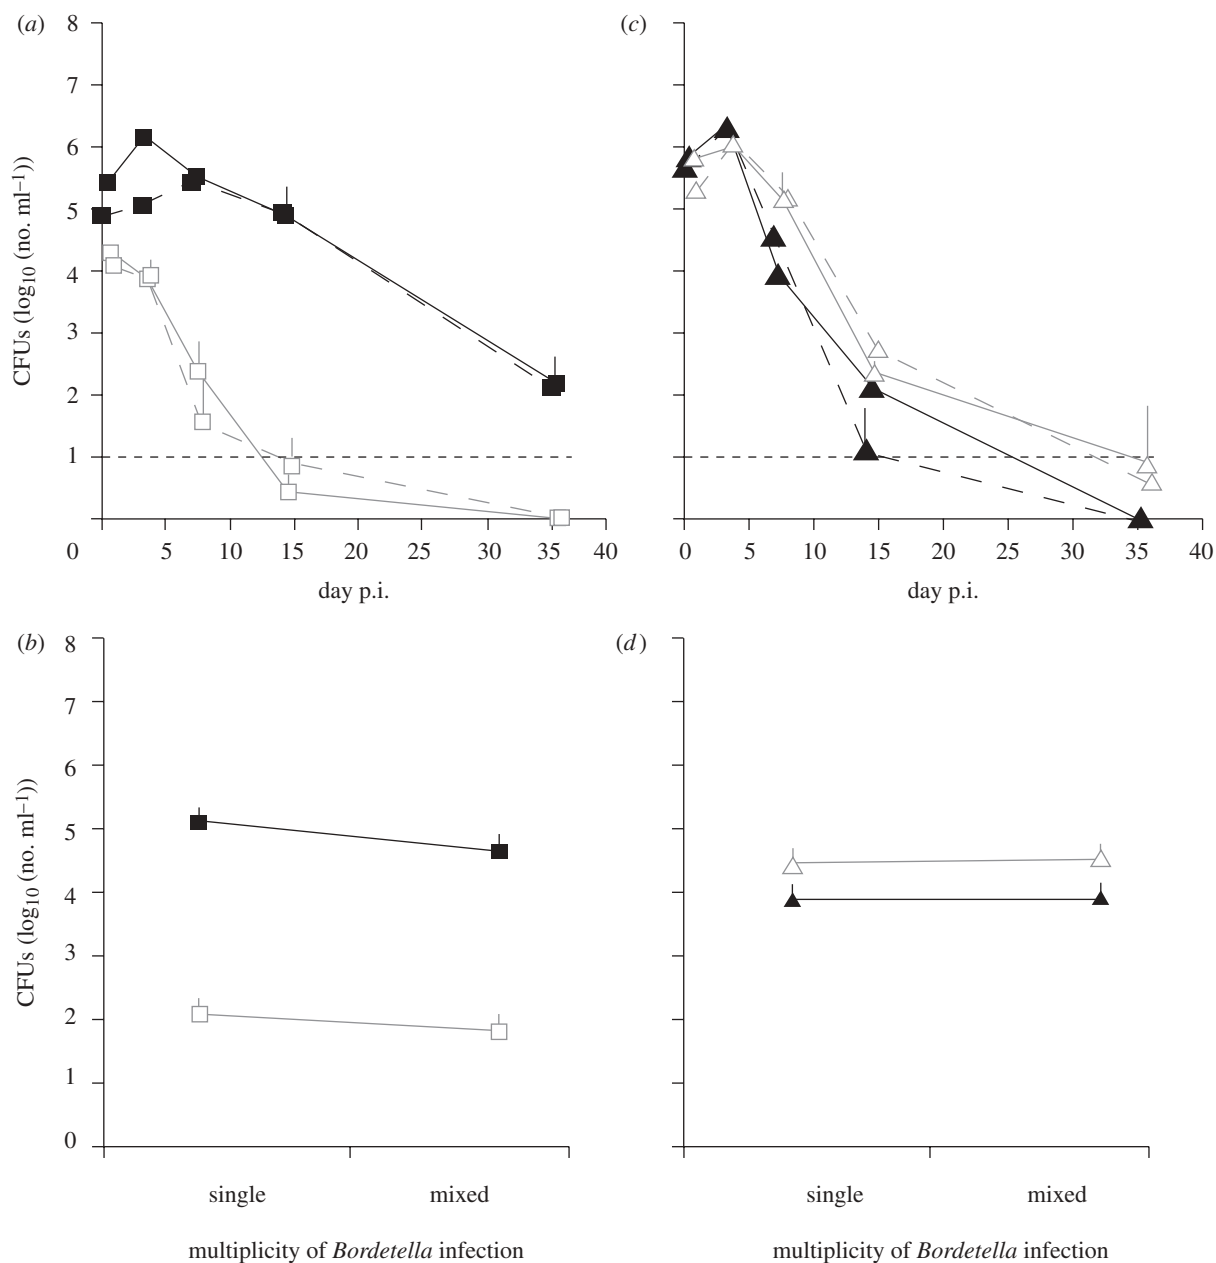 (a)
8
7
6
5
4
3
2
1
CFUs (log10 (no. ml−1))
0 5 10 15 20 25 30 35 40
day p.i.
(c)
0 5 10 15 20 25 30 35 40
day p.i.
(b)
8
7
6
5
4
3
2
1
0
CFUs (log10 (no. ml−1))
single mixed
multiplicity of Bordetella infection
(d)
single mixed
multiplicity of Bordetella infection